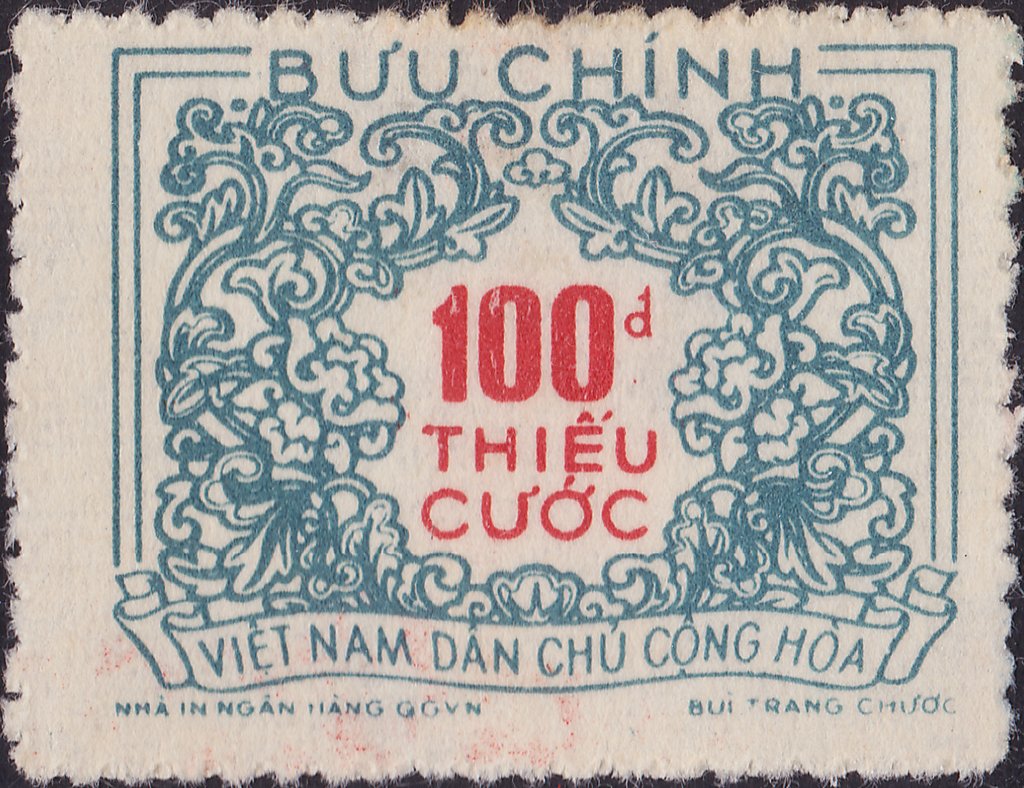 BƯU CHÍNH
100đ
THIẾU
CƯỚC
VIỆT NAM DÂN CHỦ CỘNG HÒA
NHÀ IN NGÂN HÀNG QGVN BÙI TRANG CHƯỚC